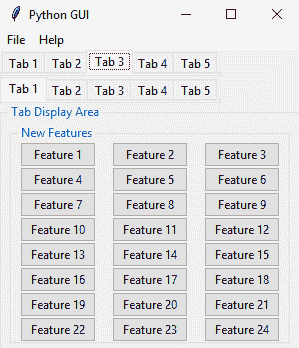 Python GUI
File Help
Tab 1 Tab 2 Tab 3 Tab 4 Tab 5
Tab 1 Tab 2 Tab 3 Tab 4 Tab 5
Tab Display Area
New Features
Feature 1 Feature 2 Feature 3
Feature 4 Feature 5 Feature 6
Feature 7 Feature 8 Feature 9
Feature 10 Feature 11 Feature 12
Feature 13 Feature 14 Feature 15
Feature 16 Feature 17 Feature 18
Feature 19 Feature 20 Feature 21
Feature 22 Feature 23 Feature 24